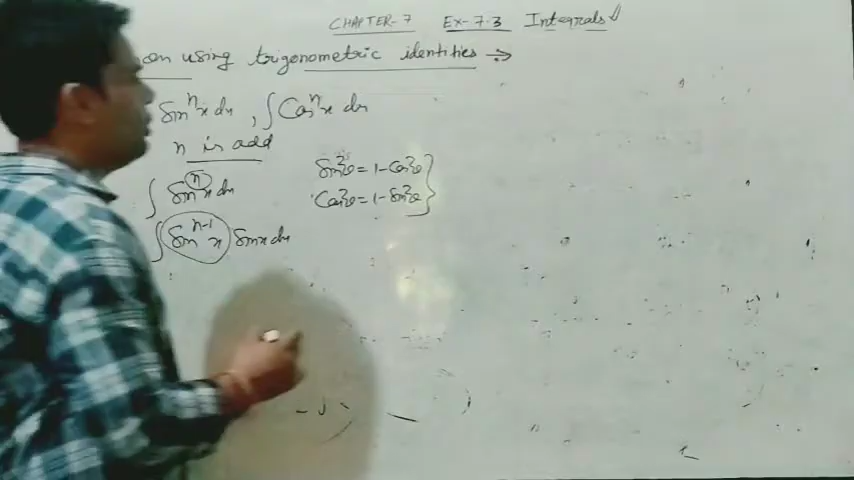 CHAPTER-7 Ex-7.3 Integrals
on using trigonometric identities →
Sinⁿx dx, ∫Cosⁿx dx
n is odd
∫ Sinⁿx dx
Sin²θ = 1-Cos²θ
Cos²θ = 1-Sin²θ
∫ Sinⁿ⁻¹x Sinx dx